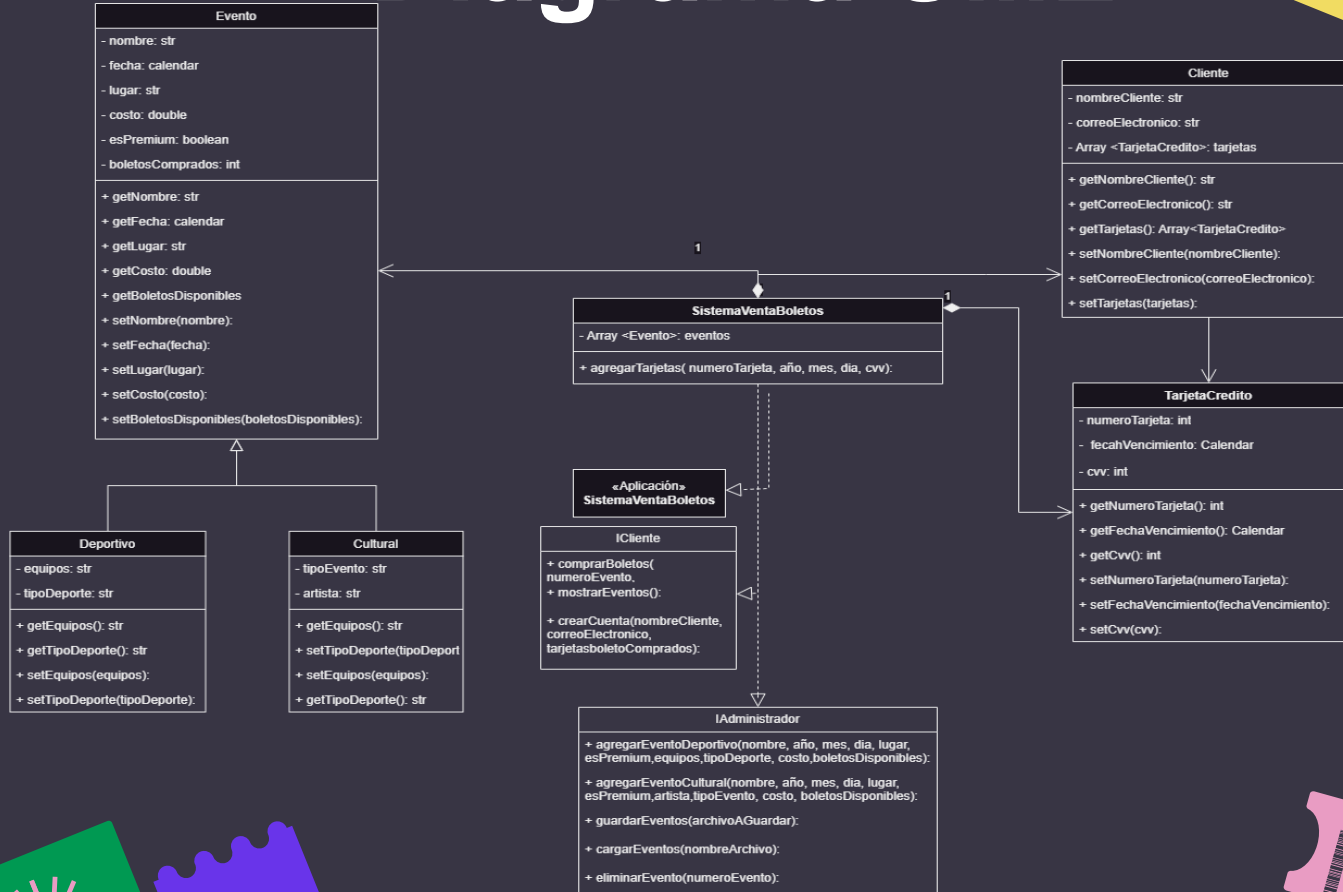 Evento
- nombre: str
- fecha: calendar
- lugar: str
- costo: double
- esPremium: boolean
- boletosComprados: int
+ getNombre: str
+ getFecha: calendar
+ getLugar: str
+ getCosto: double
+ getBoletosDisponibles
+ setNombre(nombre):
+ setFecha(fecha):
+ setLugar(lugar):
+ setCosto(costo):
+ setBoletosDisponibles(boletosDisponibles):
Cliente
- nombreCliente: str
- correoElectronico: str
- Array <TarjetaCredito>: tarjetas
+ getNombreCliente(): str
+ getCorreoElectronico(): str
+ getTarjetas(): Array<TarjetaCredito>
+ setNombreCliente(nombreCliente):
+ setCorreoElectronico(correoElectronico):
+ setTarjetas(tarjetas):
1
1
SistemaVentaBoletos
- Array <Evento>: eventos
+ agregarTarjetas( numeroTarjeta, año, mes, dia, cvv):
TarjetaCredito
- numeroTarjeta: int
- fecahVencimiento: Calendar
- cvv: int
+ getNumeroTarjeta(): int
+ getFechaVencimiento(): Calendar
+ getCvv(): int
+ setNumeroTarjeta(numeroTarjeta):
+ setFechaVencimiento(fechaVencimiento):
+ setCvv(cvv):
«Aplicación»
SistemaVentaBoletos
Deportivo
- equipos: str
- tipoDeporte: str
+ getEquipos(): str
+ getTipoDeporte(): str
+ setEquipos(equipos):
+ setTipoDeporte(tipoDeporte):
Cultural
- tipoEvento: str
- artista: str
+ getEquipos(): str
+ setTipoDeporte(tipoDeport
+ setEquipos(equipos):
+ getTipoDeporte(): str
ICliente
+ comprarBoletos(
numeroEvento,
+ mostrarEventos():
+ crearCuenta(nombreCliente,
correoElectronico,
tarjetasboletoComprados):
IAdministrador
+ agregarEventoDeportivo(nombre, año, mes, dia, lugar,
esPremium,equipos,tipoDeporte, costo,boletosDisponibles):
+ agregarEventoCultural(nombre, año, mes, dia, lugar,
esPremium,artista,tipoEvento, costo, boletosDisponibles):
+ guardarEventos(archivoAGuardar):
+ cargarEventos(nombreArchivo):
+ eliminarEvento(numeroEvento):